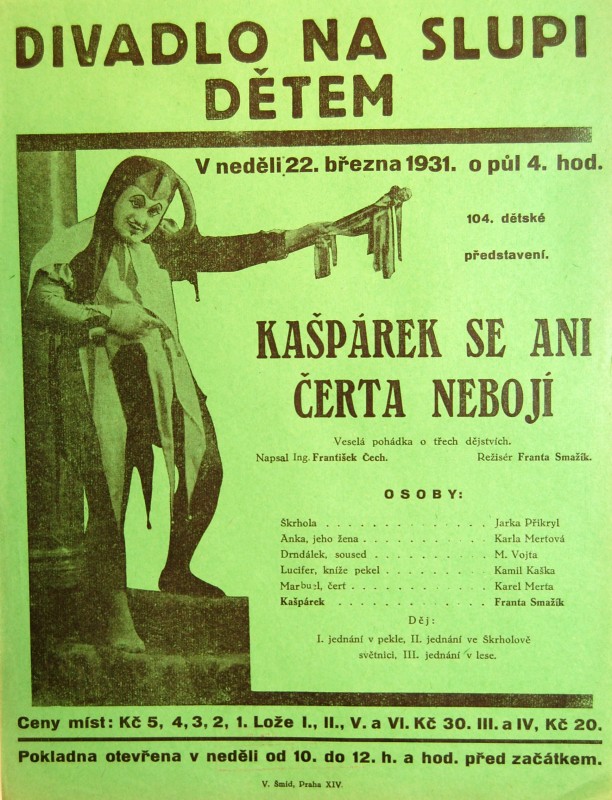 DIVADLO NA SLUPI
DĚTEM
V neděli 22. března 1931. o půl 4. hod.
104. dětské
představení.
KAŠPÁREK SE ANI
ČERTA NEBOJÍ
Veselá pohádka o třech dějstvích.
Napsal Ing. František Čech. Režisér Franta Smažík.
OSOBY:
Škrhola . . . . . . . . . . . . . Jarka Přikryl
Anka, jeho žena . . . . . . . . . . Karla Mertová
Drndálek, soused . . . . . . . . . . M. Vojta
Lucifer, kníže pekel . . . . . . . . . Kamil Kaška
Marbuel, čert . . . . . . . . . . . Karel Merta
Kašpárek . . . . . . . . . . . . Franta Smažík
Děj:
I. jednání v pekle, II. jednání ve Škrholově
světnici, III. jednání v lese.
Ceny míst: Kč 5, 4, 3, 2, 1. Lože I., II., V. a VI. Kč 30. III. a IV, Kč 20.
Pokladna otevřena v neděli od 10. do 12. h. a hod. před začátkem.
V. Šmíd, Praha XIV.